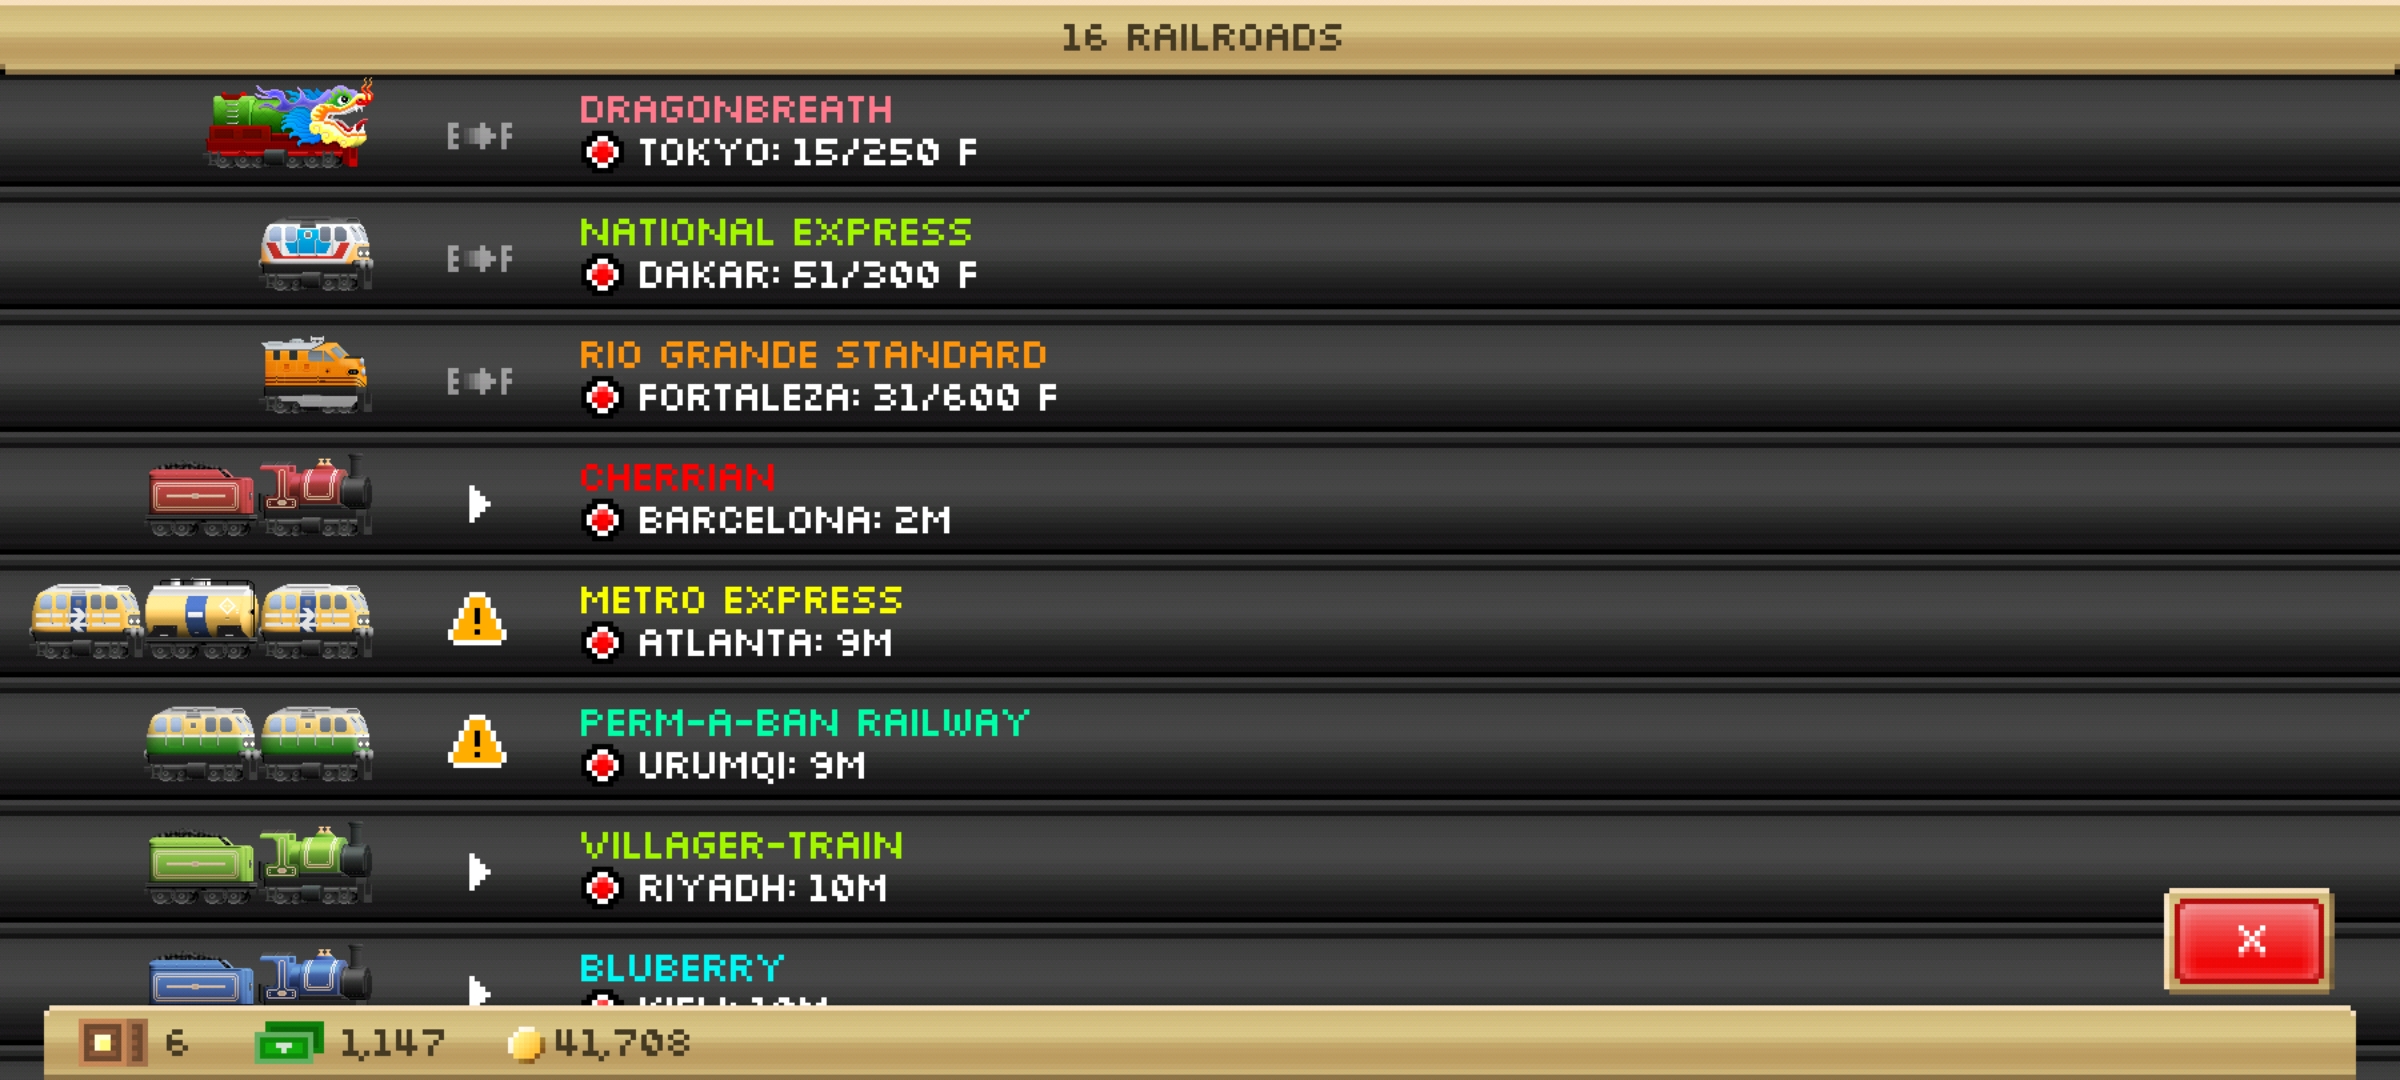 16 RAILROADS
DRAGONBREATH
E F
TOKYO: 15/250 F
NATIONAL EXPRESS
E F
DAKAR: 51/300 F
RIO GRANDE STANDARD
E F
FORTALEZA: 31/600 F
CHERRIAN
BARCELONA: 2M
METRO EXPRESS
ATLANTA: 9M
PERM-A-BAN RAILWAY
URUMQI: 9M
VILLAGER-TRAIN
RIYADH: 10M
BLUBERRY
X
6 1,147 41,708